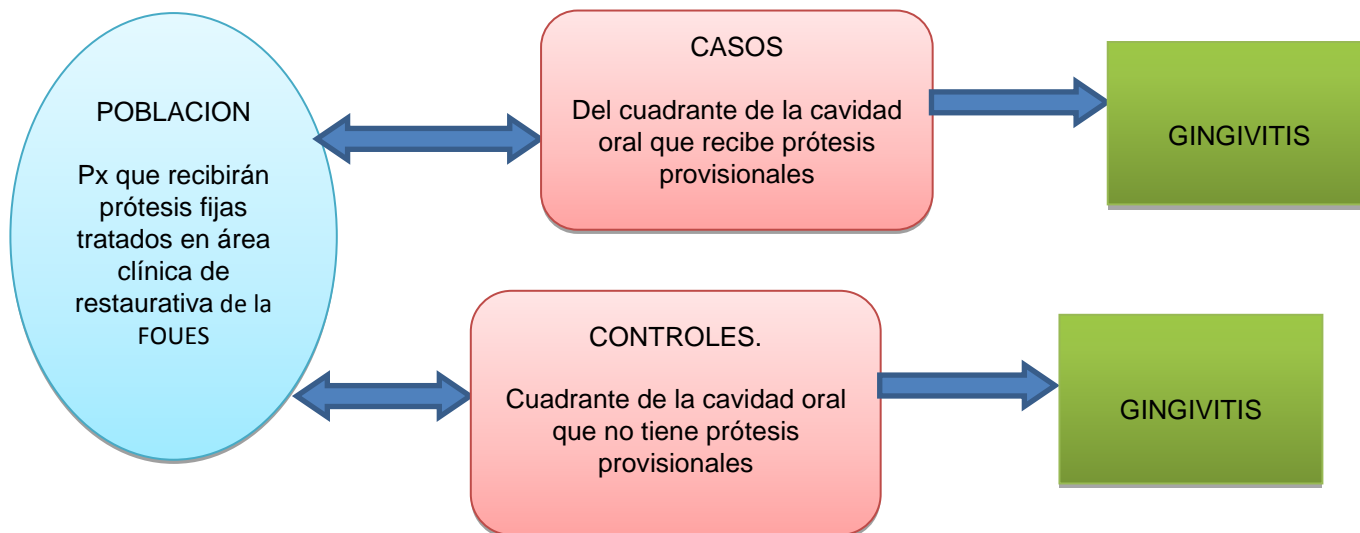 POBLACION
Px que recibirán
prótesis fijas
tratados en área
clínica de
restaurativa de la
FOUES
CASOS
Del cuadrante de la cavidad
oral que recibe prótesis
provisionales
GINGIVITIS
CONTROLES.
Cuadrante de la cavidad oral
que no tiene prótesis
provisionales
GINGIVITIS